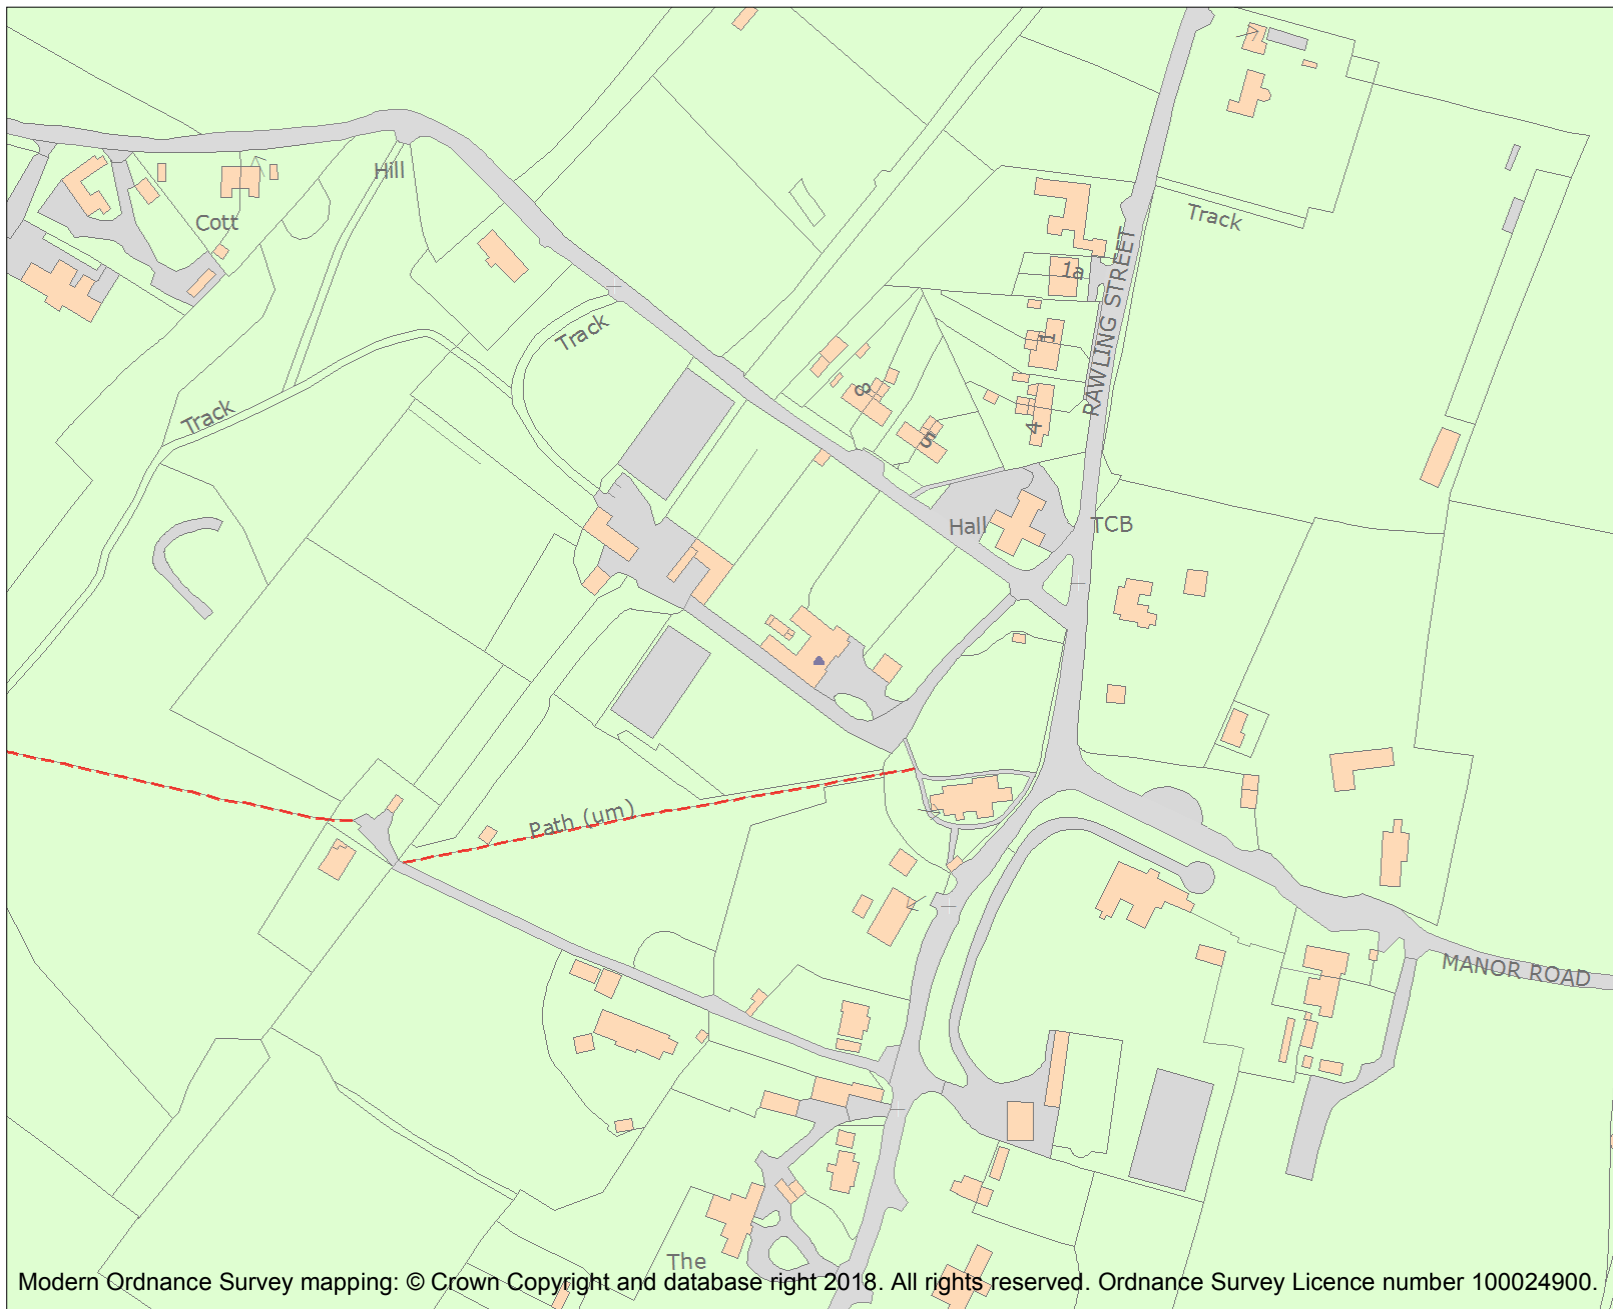 Hill
Cott
Track
1a
RAWLING STREET
Track
1
8
Track
4
5
Hall
TCB
Path (um)
MANOR ROAD
The
Modern Ordnance Survey mapping: © Crown Copyright and database right 2018. All rights reserved. Ordnance Survey Licence number 100024900.